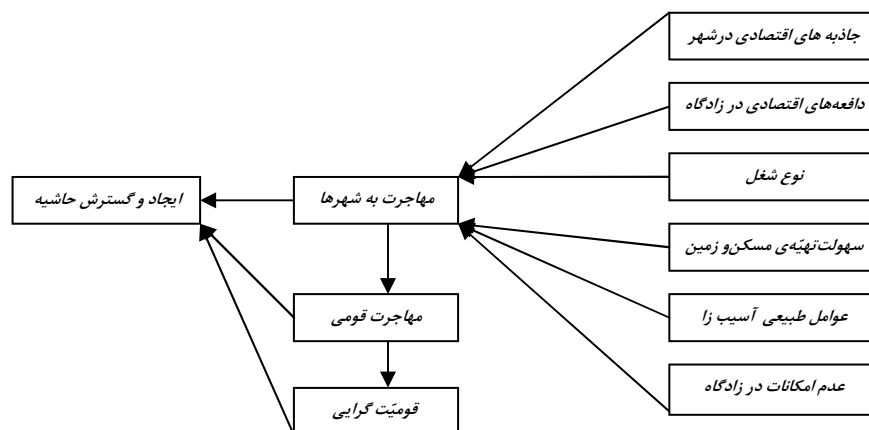 جاذبه های اقتصادی درشهر
دافعه‌های اقتصادی در زادگاه
نوع شغل
مهاجرت به شهرها
ایجاد و گسترش حاشیه
سهولت‌تهیّه‌ی مسکن‌و زمین
عوامل طبیعی آسیب زا
مهاجرت قومی
عدم امکانات در زادگاه
قومیّت گرایی